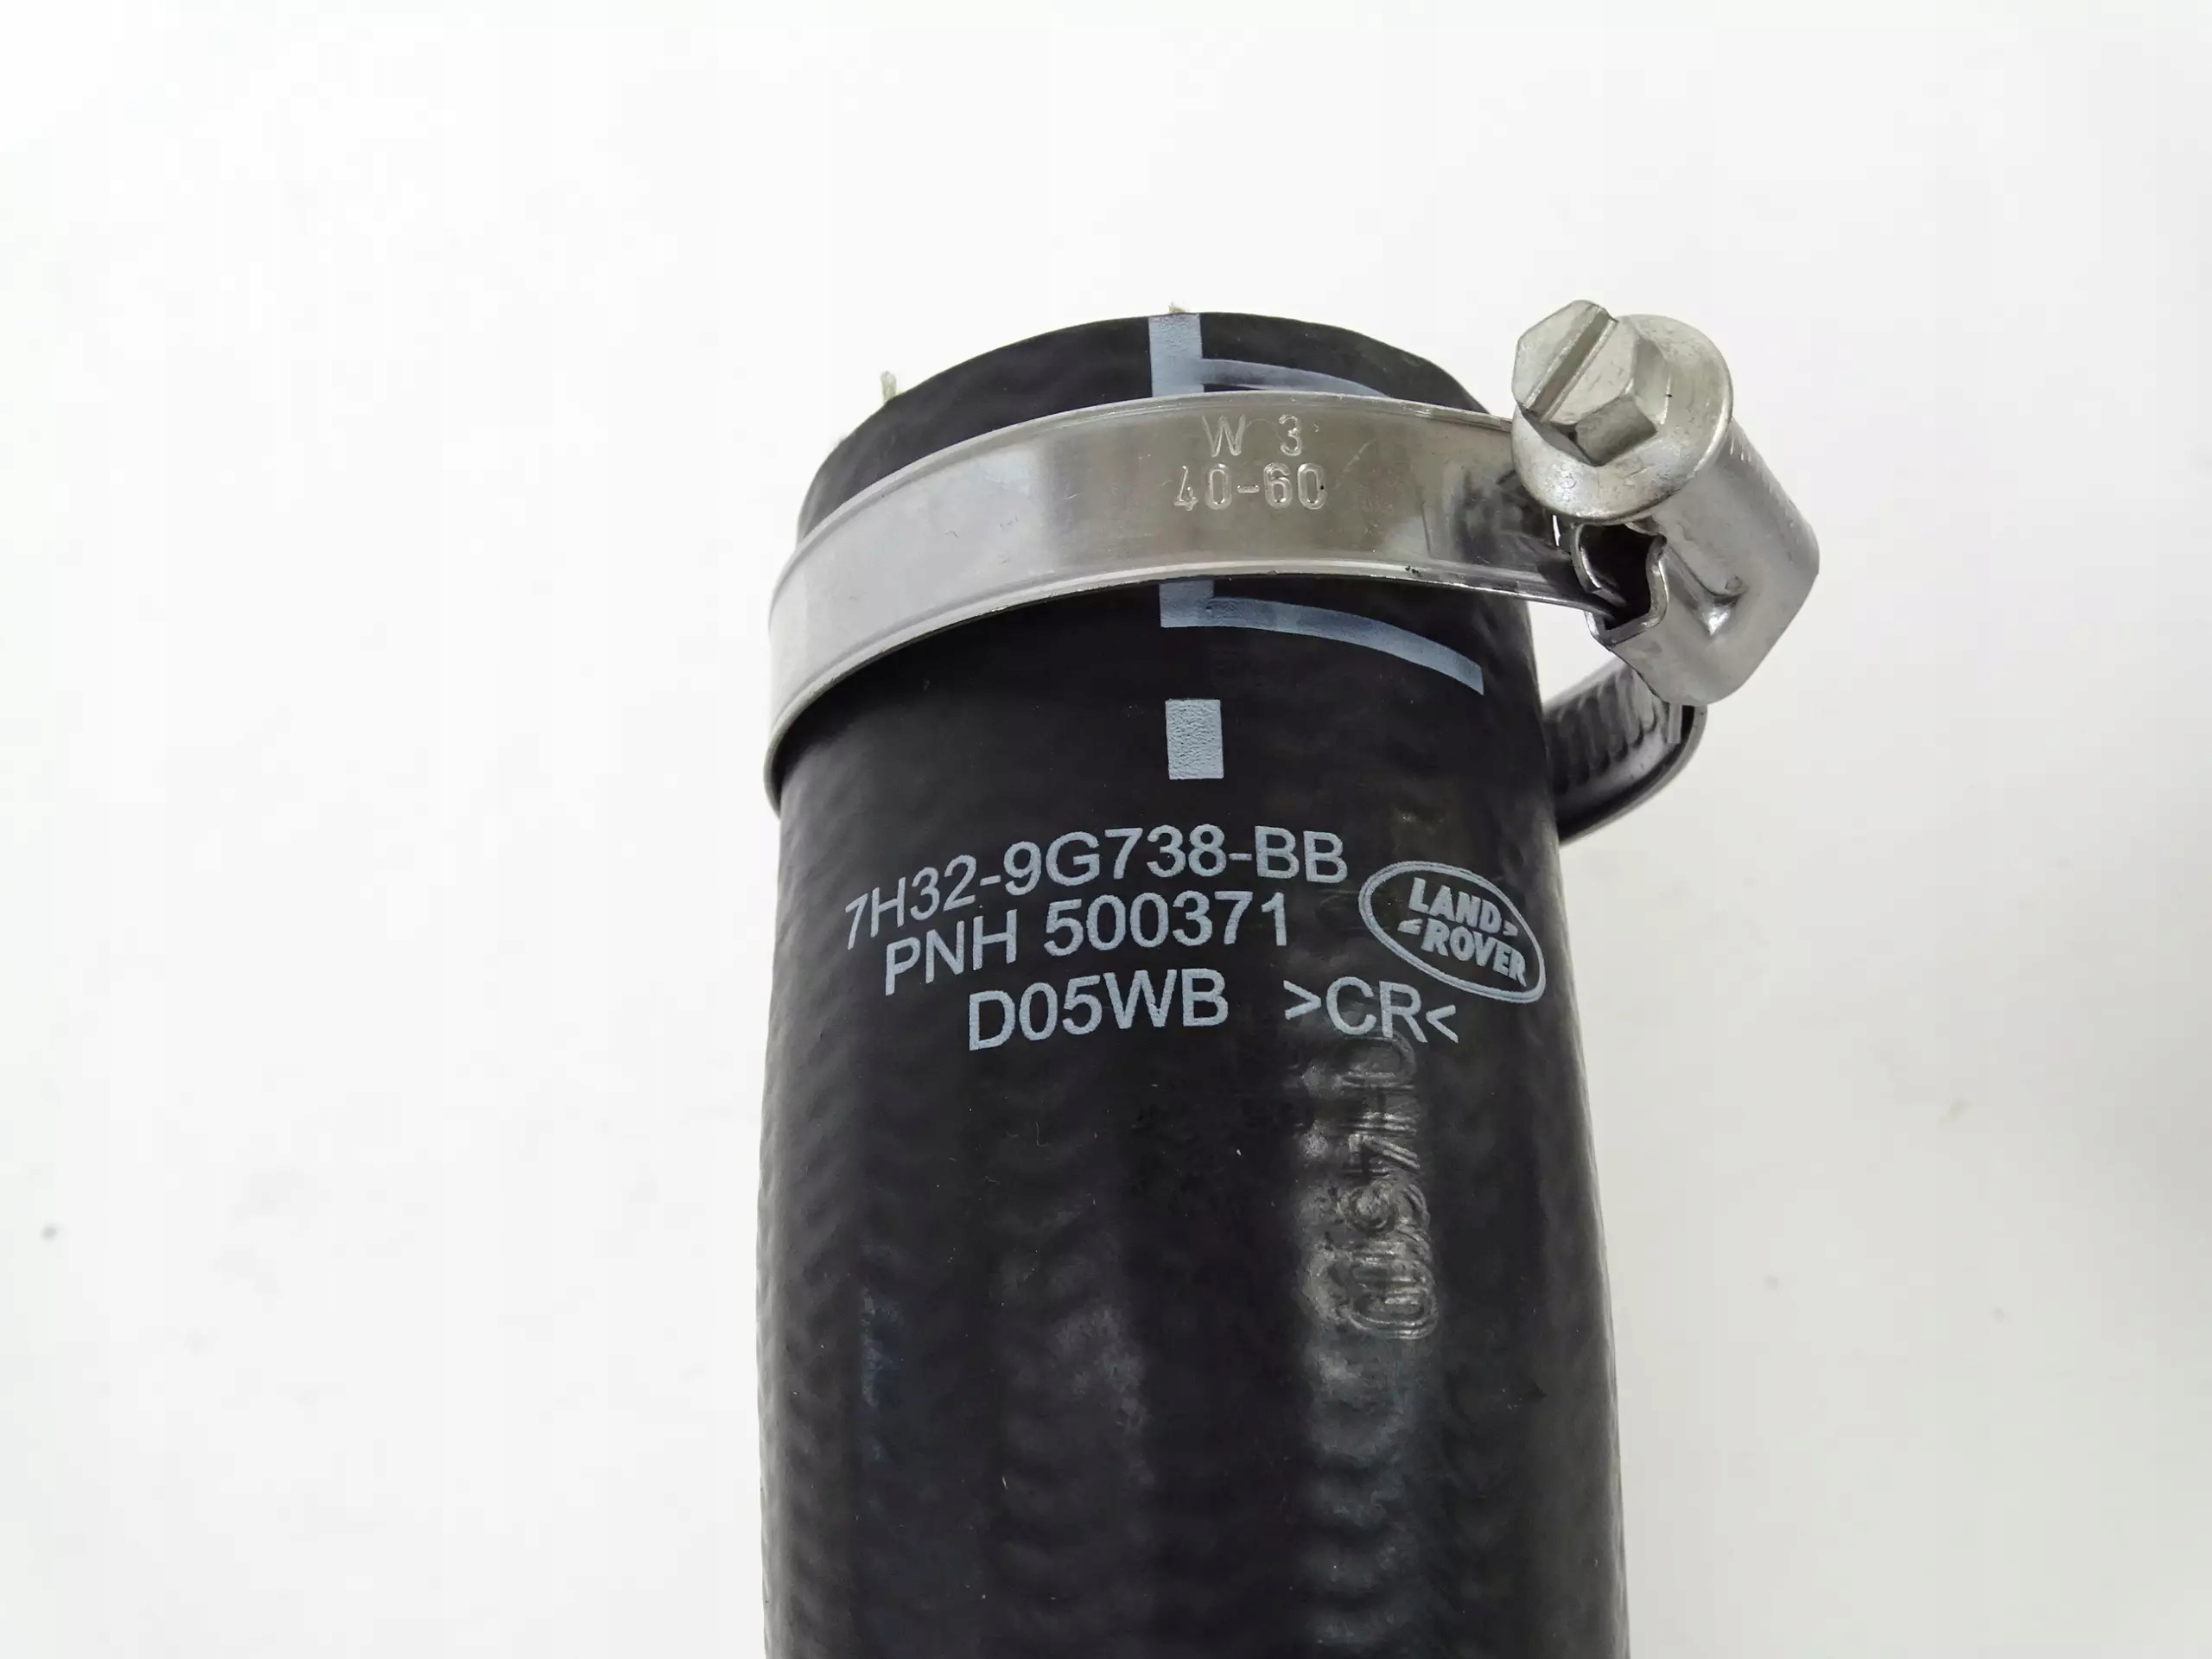 W 3
40-60
7H32-9G738-BB
PNH 500371
LAND
ROVER
D05WB >CR<